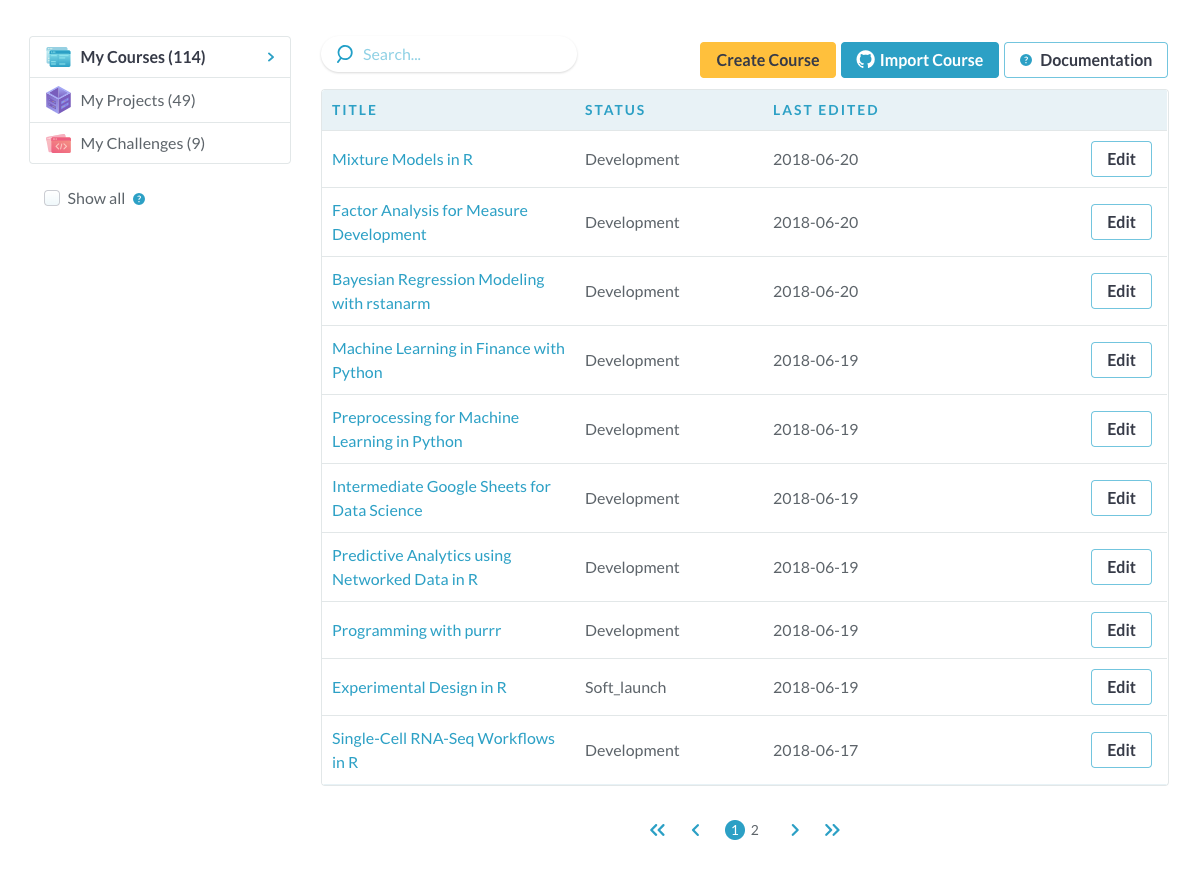 My Courses (114)
My Projects (49)
My Challenges (9)
Show all ?
Search...
Create Course
Import Course
? Documentation
TITLE STATUS LAST EDITED
Mixture Models in R Development 2018-06-20 Edit
Factor Analysis for Measure
Development
Development 2018-06-20 Edit
Bayesian Regression Modeling
with rstanarm
Development 2018-06-20 Edit
Machine Learning in Finance with
Python
Development 2018-06-19 Edit
Preprocessing for Machine
Learning in Python
Development 2018-06-19 Edit
Intermediate Google Sheets for
Data Science
Development 2018-06-19 Edit
Predictive Analytics using
Networked Data in R
Development 2018-06-19 Edit
Programming with purrr Development 2018-06-19 Edit
Experimental Design in R Soft_launch 2018-06-19 Edit
Single-Cell RNA-Seq Workflows
in R
Development 2018-06-17 Edit
1 2